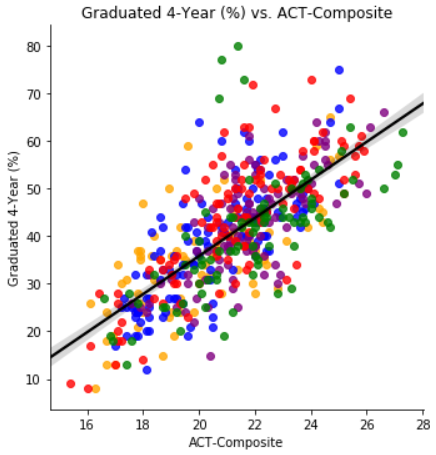 Graduated 4-Year (%) vs. ACT-Composite
80
70
60
50
40
30
20
10
Graduated 4-Year (%)
16 18 20 22 24 26 28
ACT-Composite